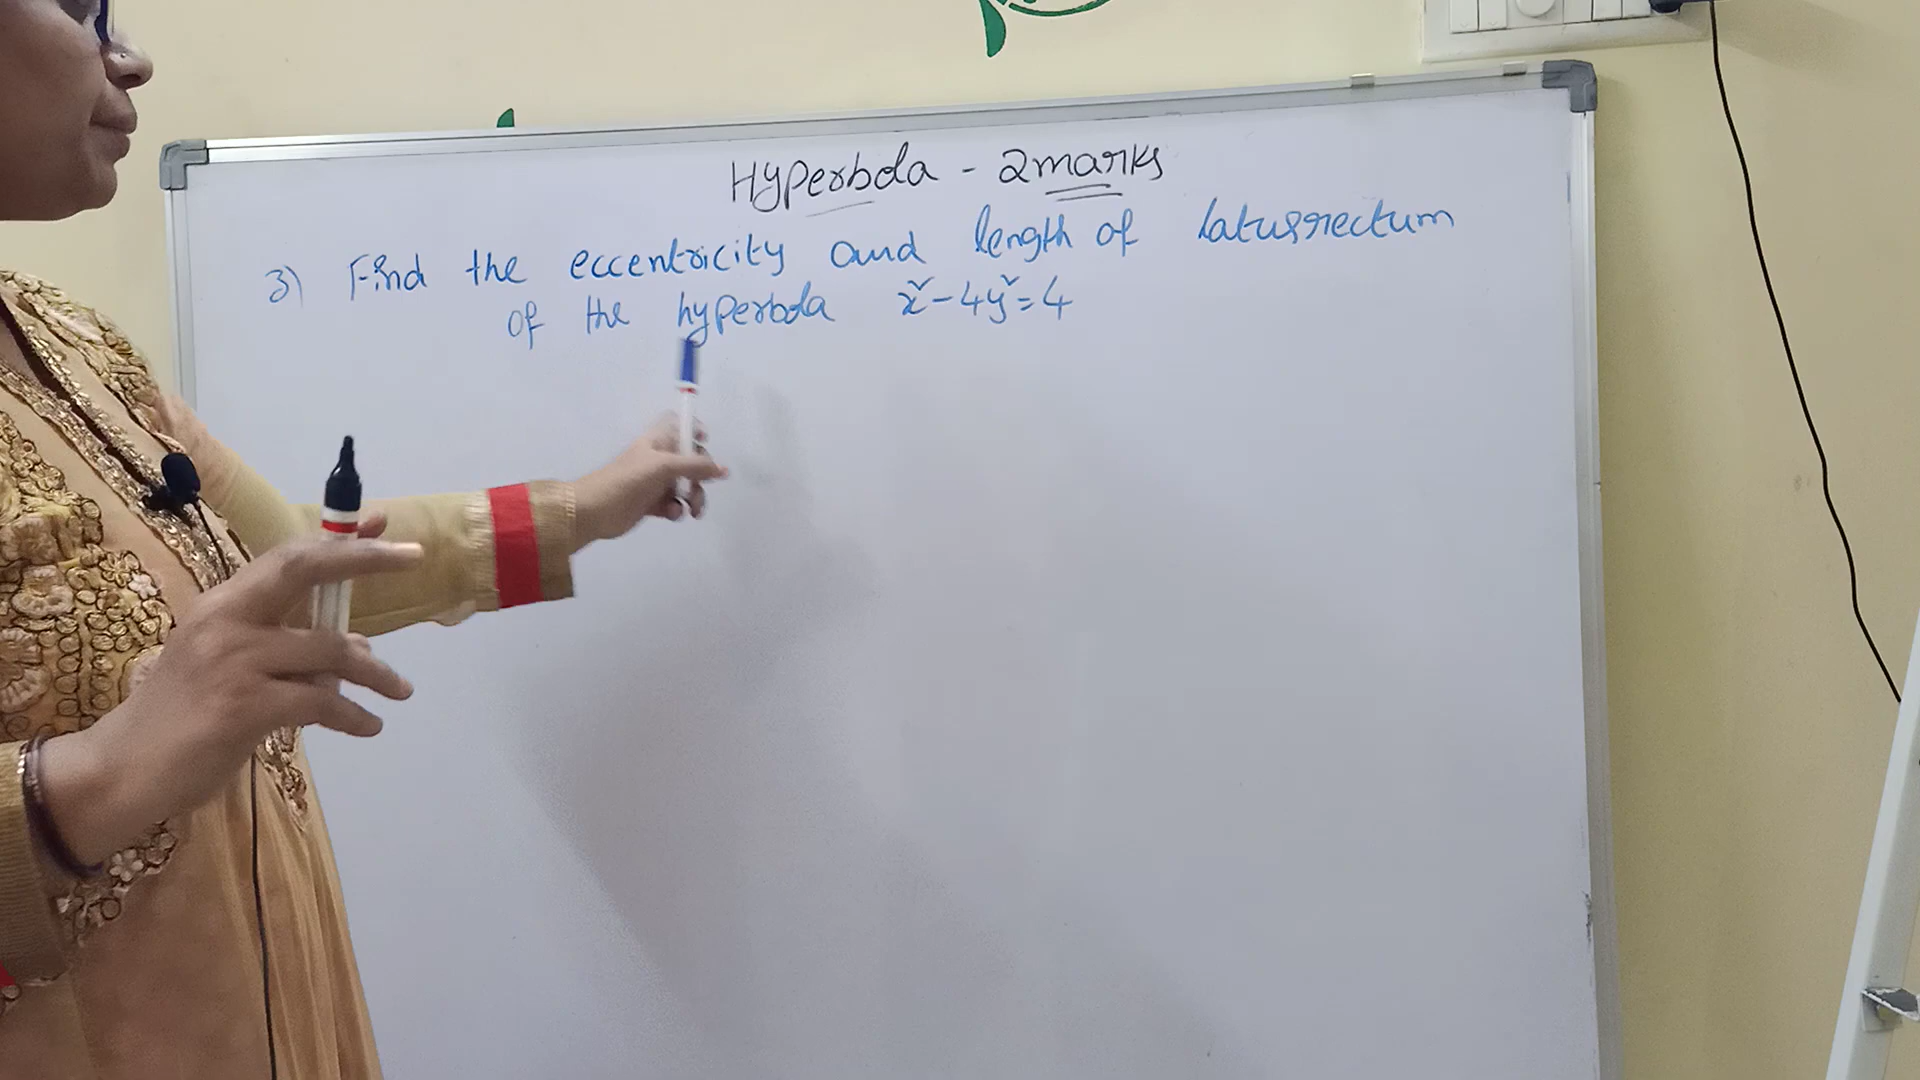 Hyperbola - 2marks
3) Find the eccentricity and length of latusrectum
of the hyperbola x²-4y²=4